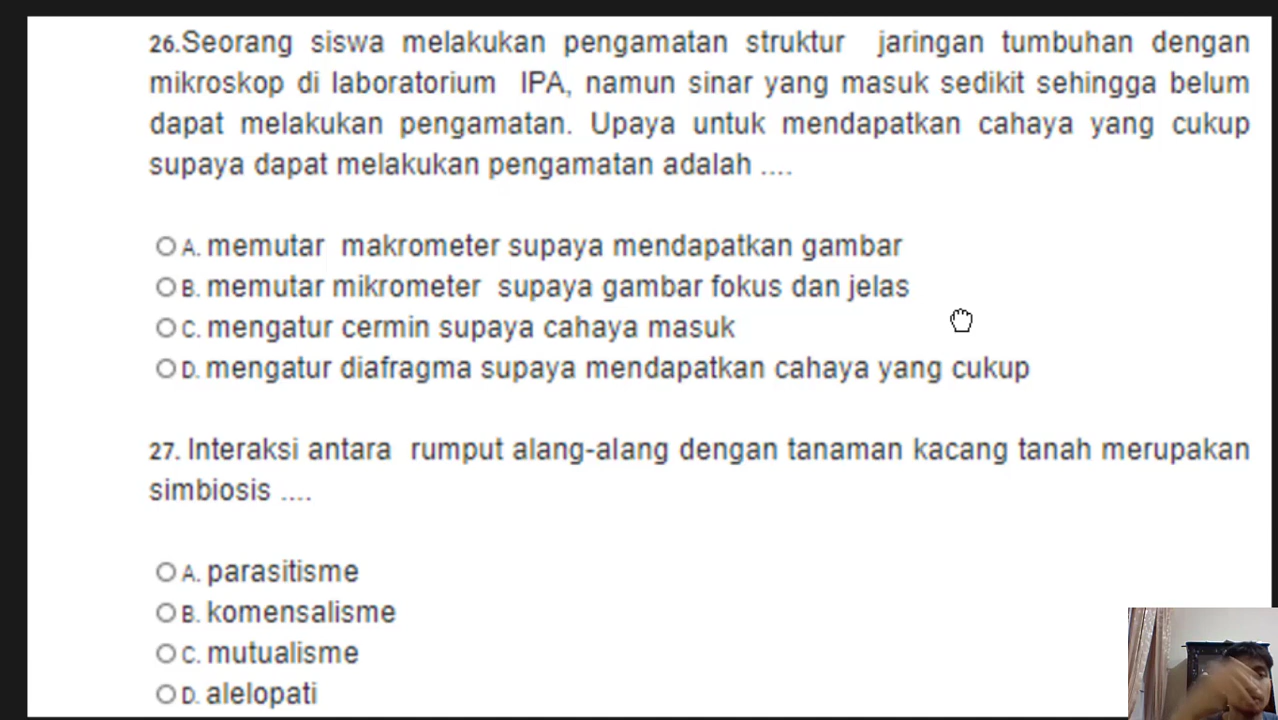 26.Seorang siswa melakukan pengamatan struktur jaringan tumbuhan dengan
mikroskop di laboratorium IPA, namun sinar yang masuk sedikit sehingga belum
dapat melakukan pengamatan. Upaya untuk mendapatkan cahaya yang cukup
supaya dapat melakukan pengamatan adalah ....
A. memutar makrometer supaya mendapatkan gambar
B. memutar mikrometer supaya gambar fokus dan jelas
C. mengatur cermin supaya cahaya masuk
D. mengatur diafragma supaya mendapatkan cahaya yang cukup
27. Interaksi antara rumput alang-alang dengan tanaman kacang tanah merupakan
simbiosis ....
A. parasitisme
B. komensalisme
C. mutualisme
D. alelopati